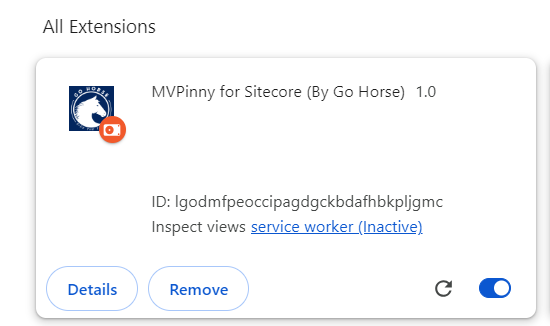 All Extensions
GO HORSE
MVPinny for Sitecore (By Go Horse) 1.0
ID: lgodmfpeoccipagdgckbdafhbkpljgmc
Inspect views service worker (Inactive)
Details Remove